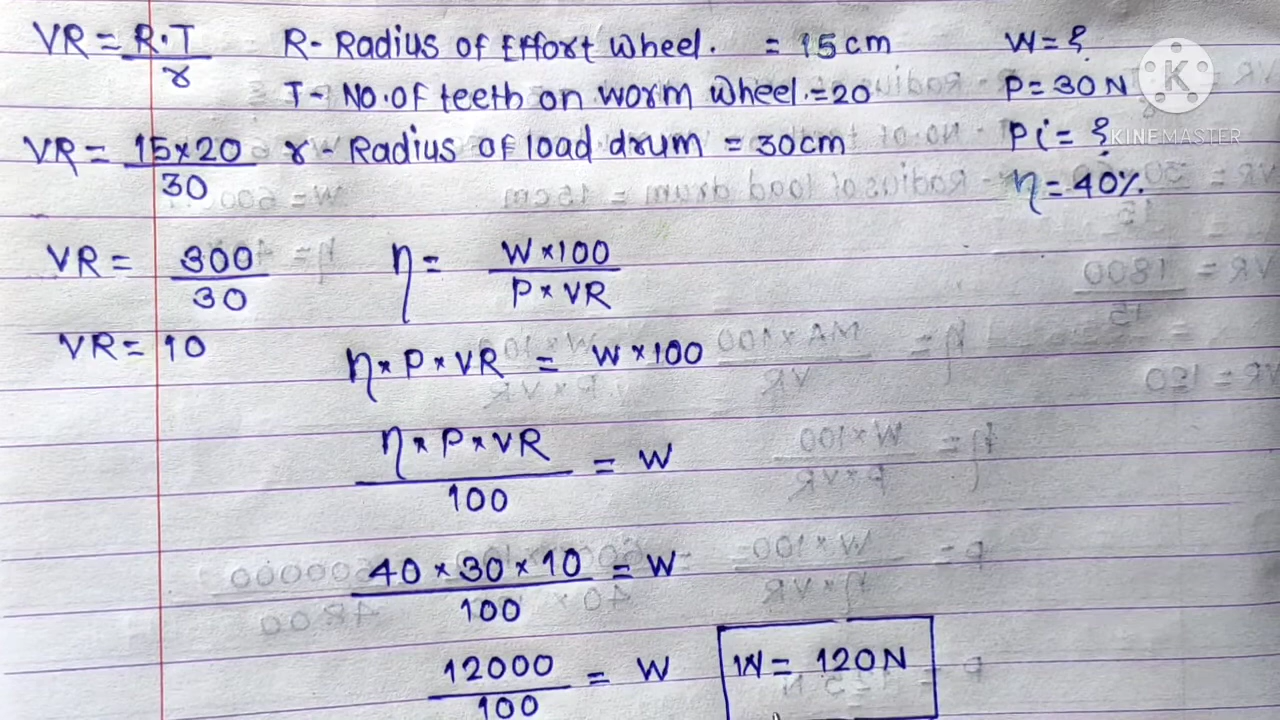 VR = R.T / r R - Radius of Effort wheel. = 15 cm W = ?
T - No. of teeth on worm wheel. = 20 P = 30 N
VR = 15 × 20 / 30 r - Radius of load drum = 30cm Pi = ?
η = 40%
VR = 300 / 30 η = W × 100 / P × VR
VR = 10 η × P × VR = W × 100
η × P × VR / 100 = W
40 × 30 × 10 / 100 = W
12000 / 100 = W W = 120N
K
KINEMASTER